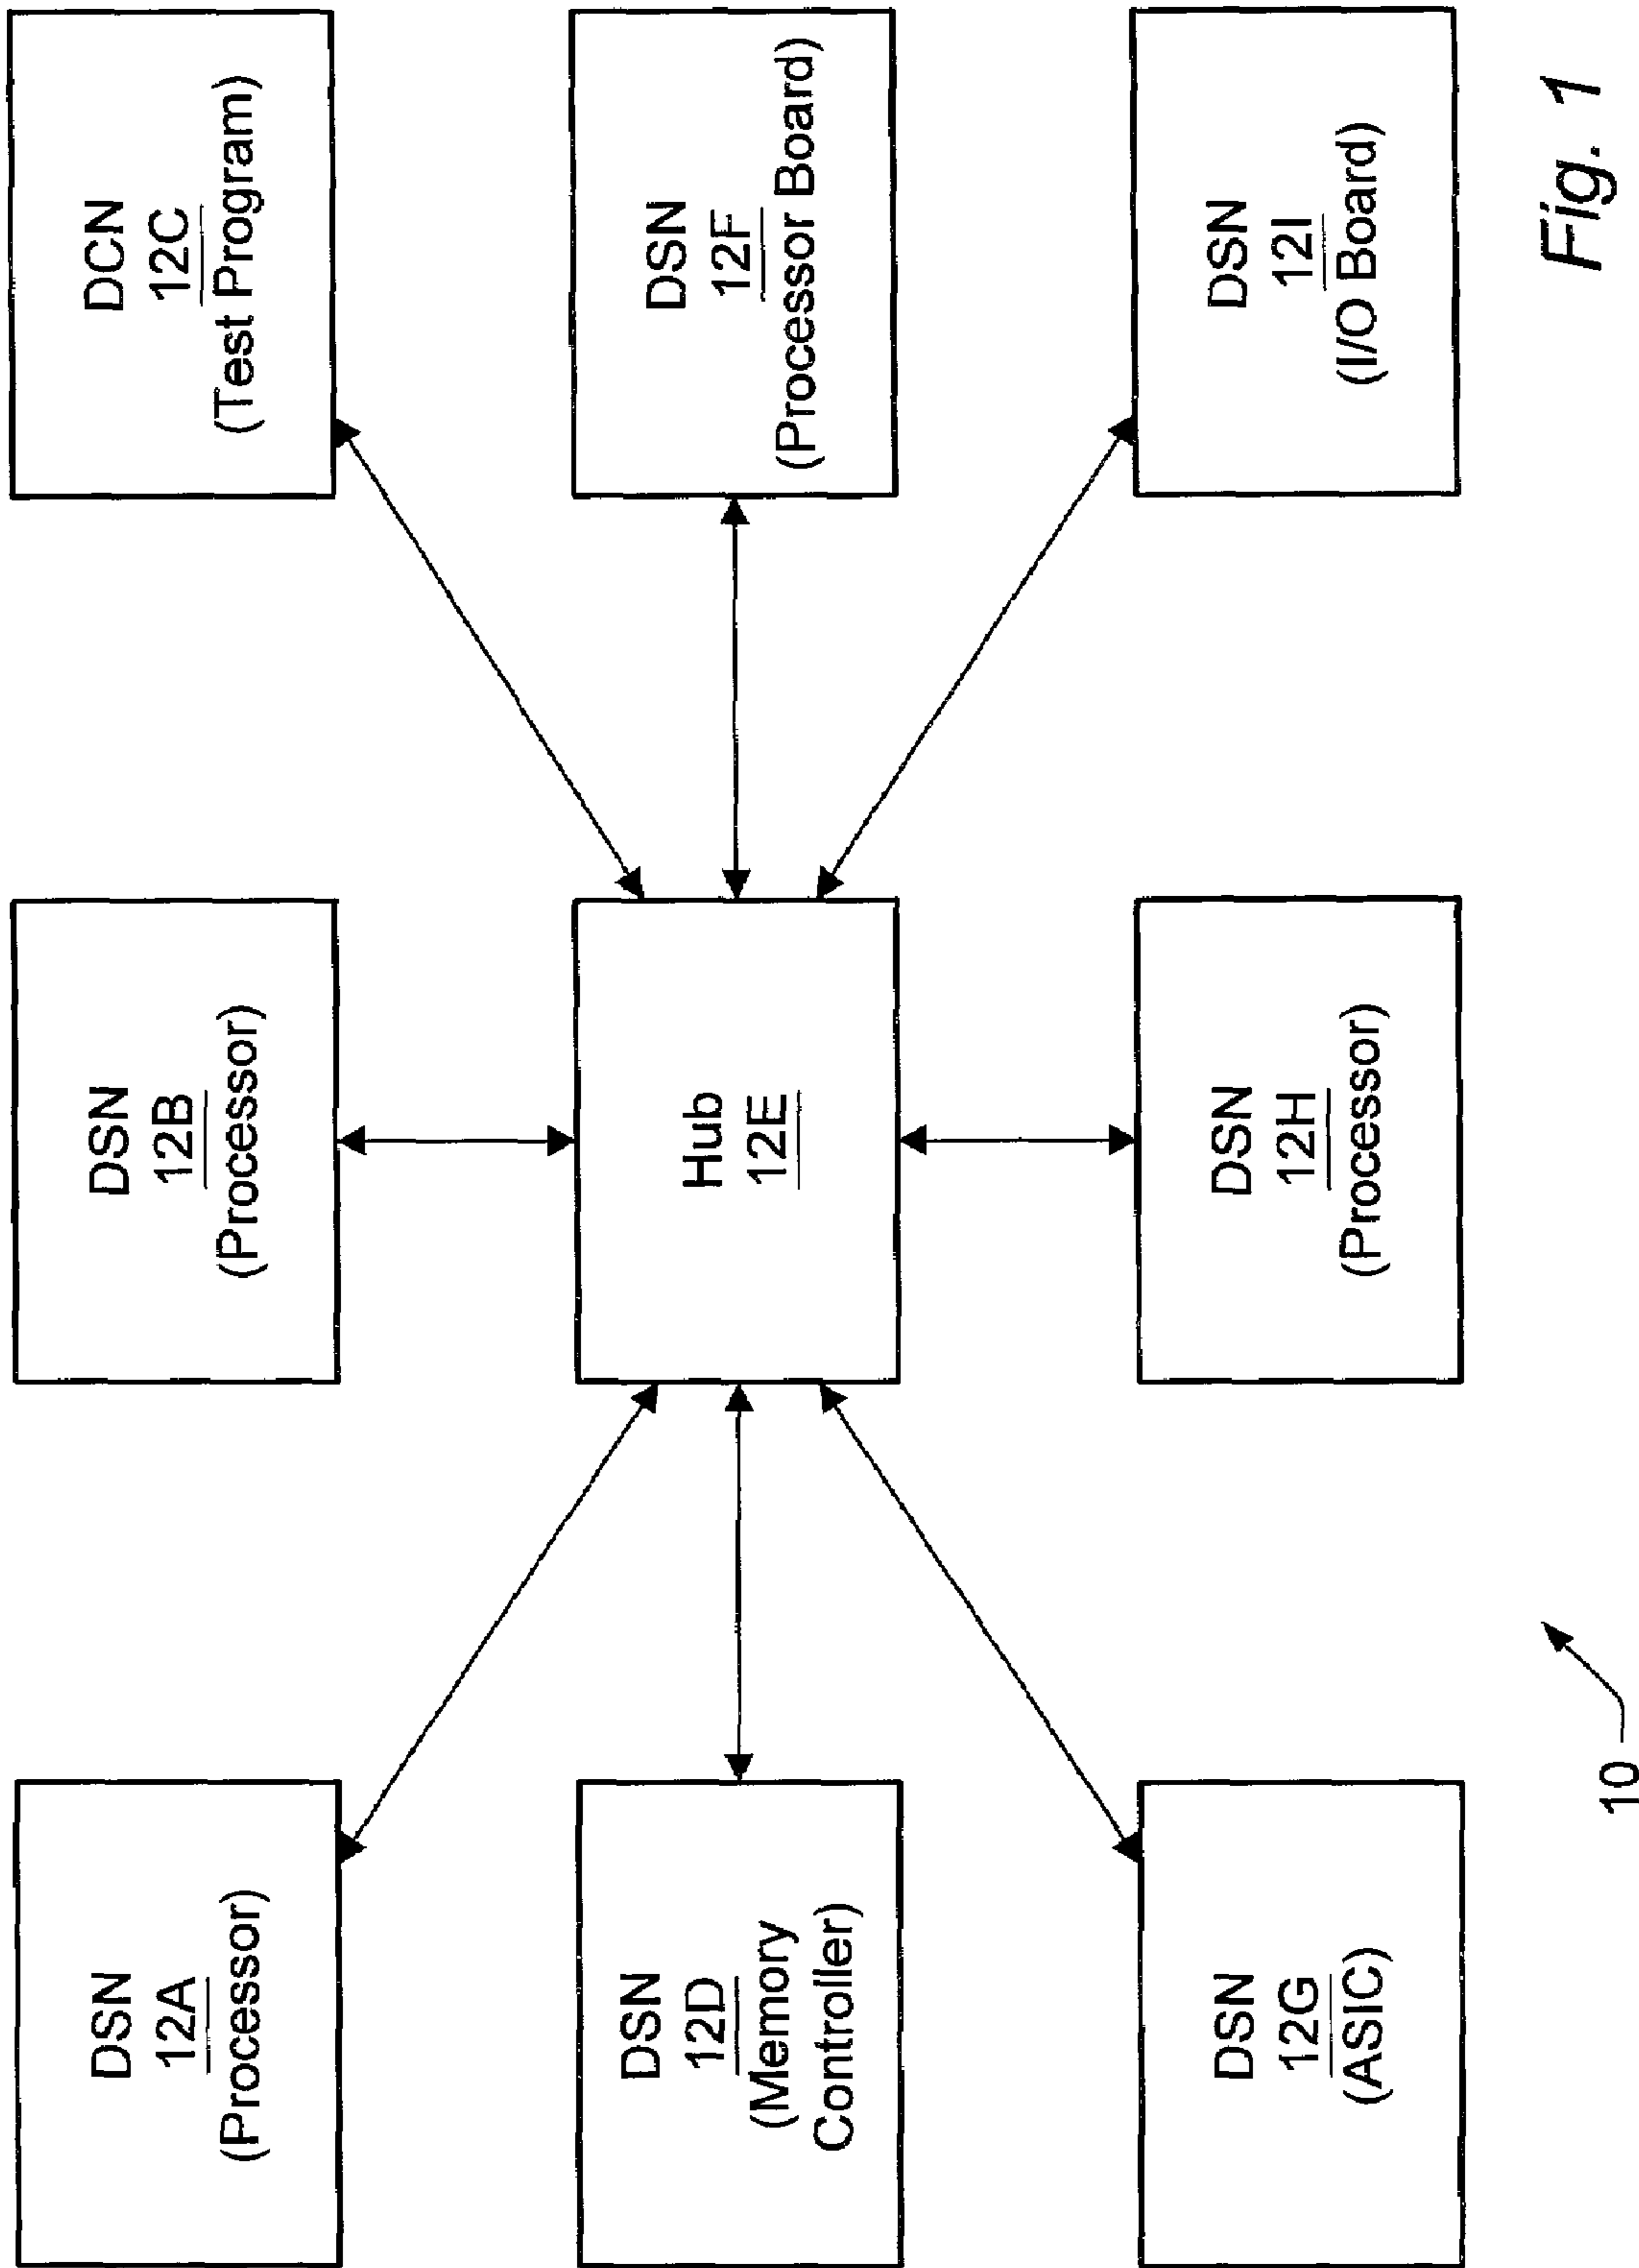 DSN
12A
(Processor)
DSN
12B
(Processor)
DCN
12C
(Test Program)
DSN
12D
(Memory
Controller)
Hub
12E
DSN
12F
(Processor Board)
DSN
12G
(ASIC)
DSN
12H
(Processor)
DSN
12I
(I/O Board)
10
Fig. 1